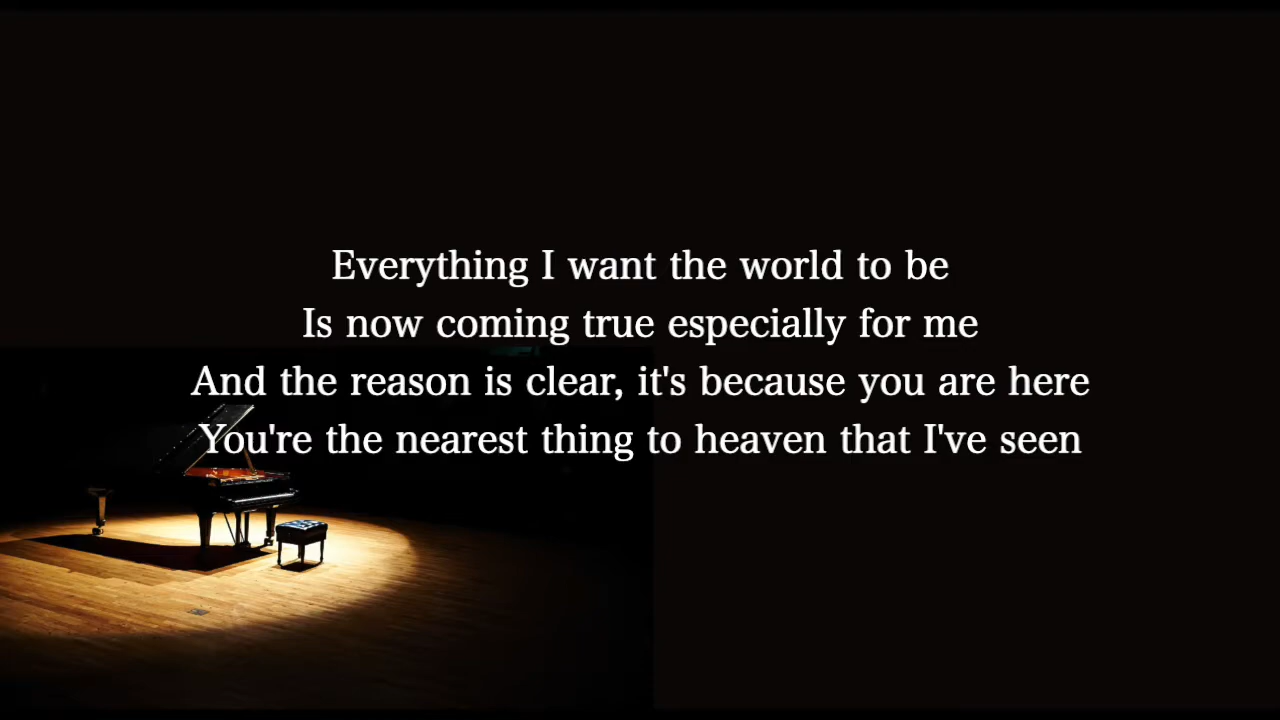 Everything I want the world to be
Is now coming true especially for me
And the reason is clear, it's because you are here
You're the nearest thing to heaven that I've seen